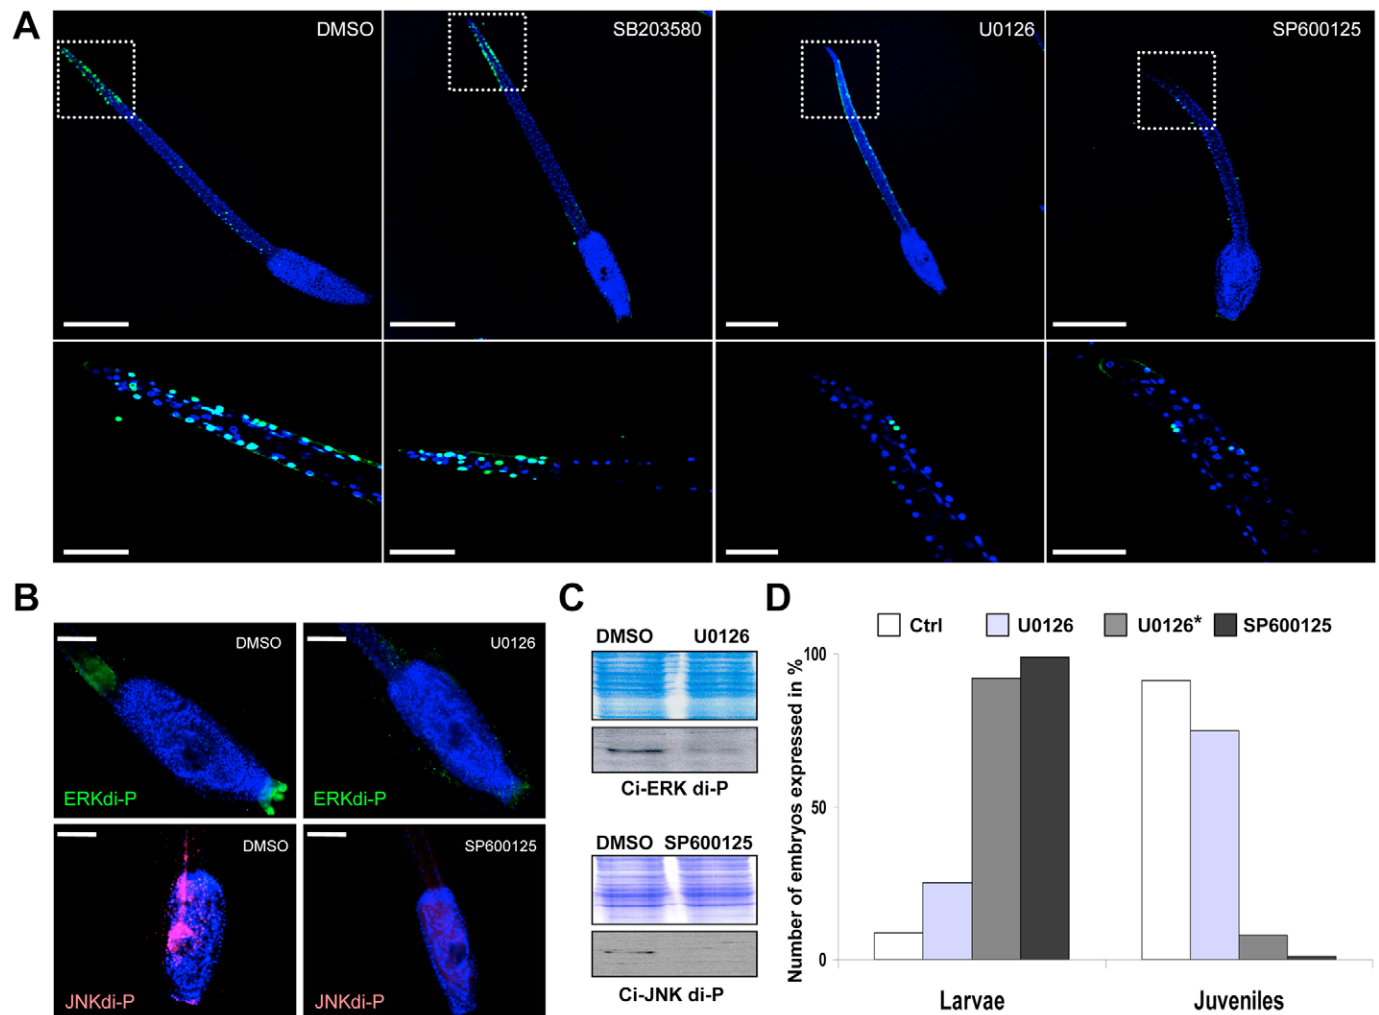 A
DMSO
SB203580
U0126
SP600125
B
DMSO
U0126
ERKdi-P
ERKdi-P
DMSO
SP600125
JNKdi-P
JNKdi-P
C
DMSO U0126
Ci-ERK di-P
DMSO SP600125
Ci-JNK di-P
D
Ctrl U0126 U0126* SP600125
Number of embryos expressed in %
100
50
0
Larvae Juveniles